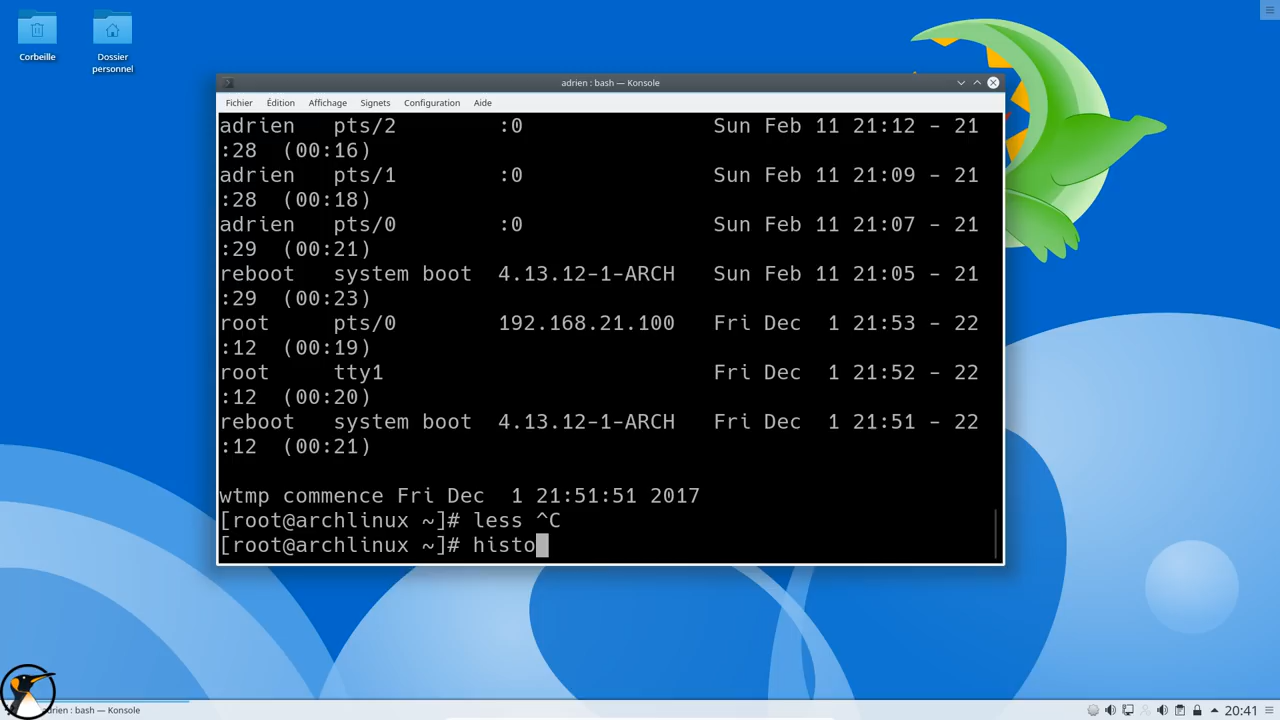 Corbeille
Dossier
personnel
adrien : bash — Konsole
Fichier Édition Affichage Signets Configuration Aide
adrien   pts/2        :0               Sun Feb 11 21:12 - 21
:28  (00:16)
adrien   pts/1        :0               Sun Feb 11 21:09 - 21
:28  (00:18)
adrien   pts/0        :0               Sun Feb 11 21:07 - 21
:29  (00:21)
reboot   system boot  4.13.12-1-ARCH   Sun Feb 11 21:05 - 21
:29  (00:23)
root     pts/0        192.168.21.100   Fri Dec  1 21:53 - 22
:12  (00:19)
root     tty1                          Fri Dec  1 21:52 - 22
:12  (00:20)
reboot   system boot  4.13.12-1-ARCH   Fri Dec  1 21:51 - 22
:12  (00:21)
wtmp commence Fri Dec  1 21:51:51 2017
[root@archlinux ~]# less ^C
[root@archlinux ~]# histo
adrien : bash — Konsole
20:41